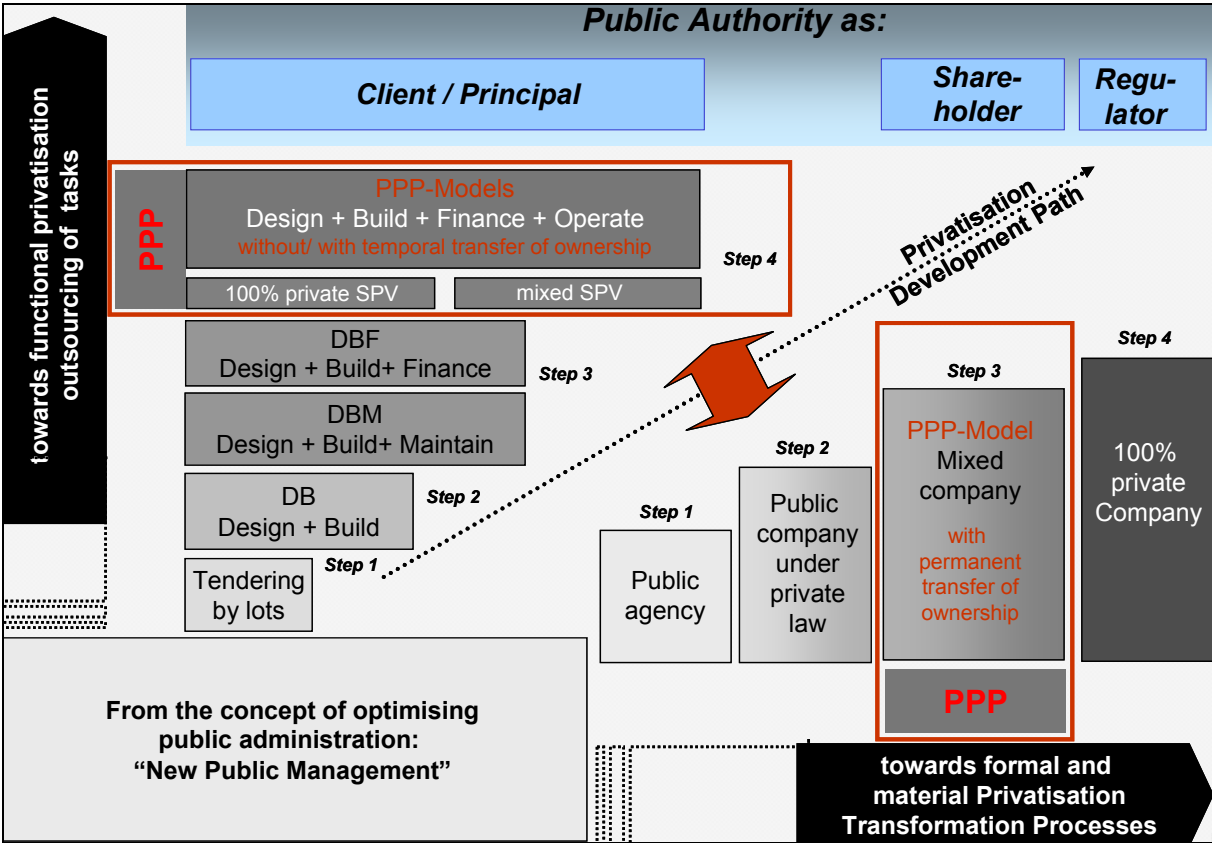 Public Authority as:
Client / Principal
Share-
holder
Regu-
lator
towards functional privatisation
outsourcing of tasks
PPP
PPP-Models
Design + Build + Finance + Operate
without/ with temporal transfer of ownership
Step 4
100% private SPV
mixed SPV
DBF
Design + Build+ Finance
Step 3
DBM
Design + Build+ Maintain
DB
Design + Build
Step 2
Tendering
by lots
Step 1
Privatisation
Development Path
Step 1
Public
agency
Step 2
Public
company
under
private
law
Step 3
PPP-Model
Mixed
company
with
permanent
transfer of
ownership
PPP
Step 4
100%
private
Company
From the concept of optimising
public administration:
“New Public Management”
towards formal and
material Privatisation
Transformation Processes